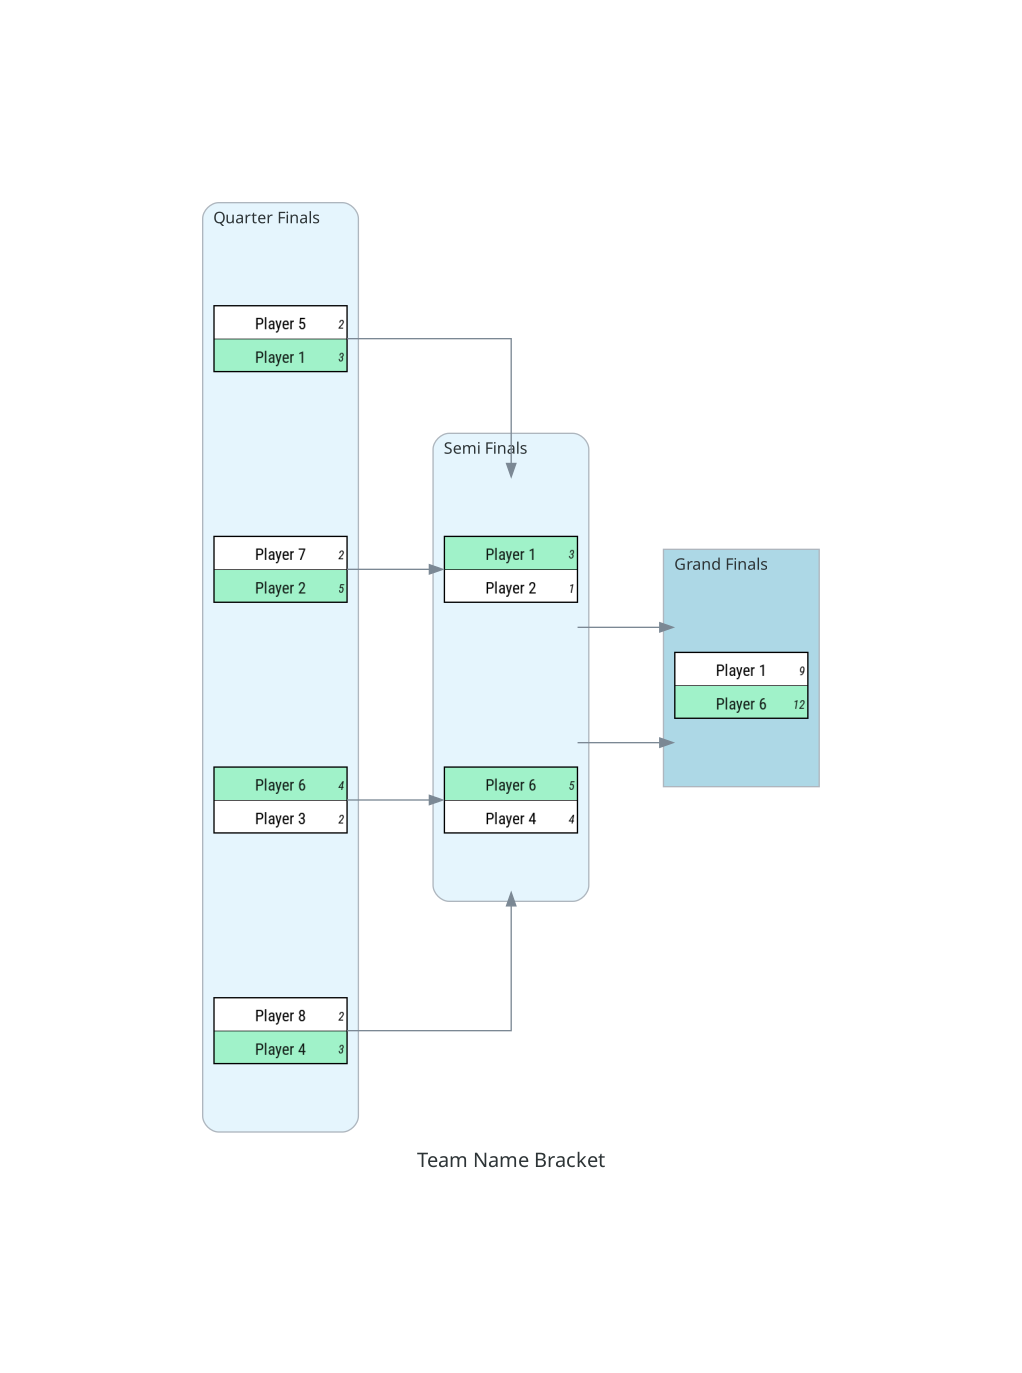 Quarter Finals
Player 5 2
Player 1 3
Player 7 2
Player 2 5
Player 6 4
Player 3 2
Player 8 2
Player 4 3
Semi Finals
Player 1 3
Player 2 1
Player 6 5
Player 4 4
Grand Finals
Player 1 9
Player 6 12
Team Name Bracket